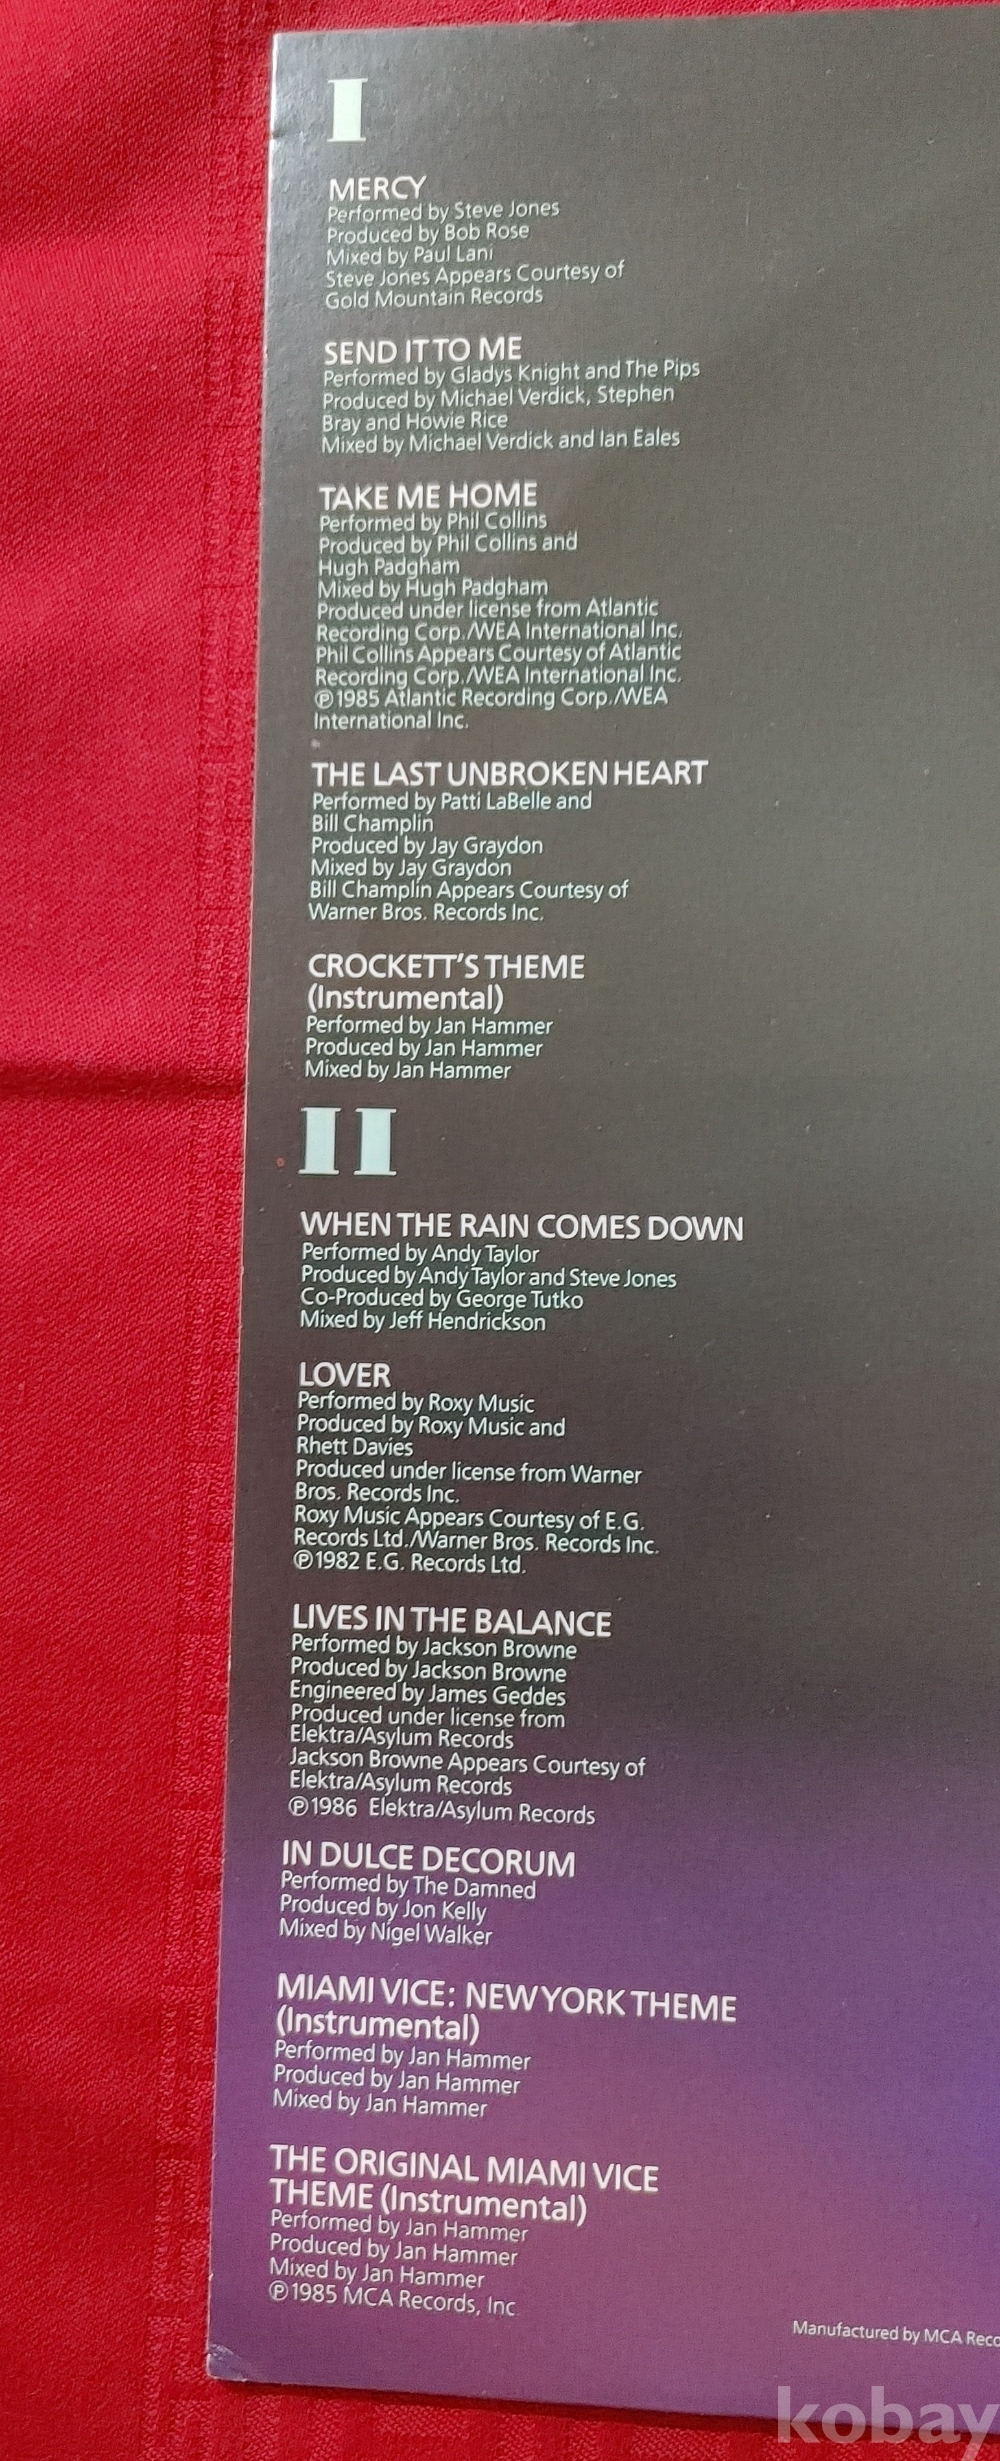 I
MERCY
Performed by Steve Jones
Produced by Bob Rose
Mixed by Paul Lani
Steve Jones Appears Courtesy of
Gold Mountain Records
SEND IT TO ME
Performed by Gladys Knight and The Pips
Produced by Michael Verdick, Stephen
Bray and Howie Rice
Mixed by Michael Verdick and Ian Eales
TAKE ME HOME
Performed by Phil Collins
Produced by Phil Collins and
Hugh Padgham
Mixed by Hugh Padgham
Produced under license from Atlantic
Recording Corp./WEA International Inc.
Phil Collins Appears Courtesy of Atlantic
Recording Corp./WEA International Inc.
℗1985 Atlantic Recording Corp./WEA
International Inc.
THE LAST UNBROKEN HEART
Performed by Patti LaBelle and
Bill Champlin
Produced by Jay Graydon
Mixed by Jay Graydon
Bill Champlin Appears Courtesy of
Warner Bros. Records Inc.
CROCKETT'S THEME
(Instrumental)
Performed by Jan Hammer
Produced by Jan Hammer
Mixed by Jan Hammer
II
WHEN THE RAIN COMES DOWN
Performed by Andy Taylor
Produced by Andy Taylor and Steve Jones
Co-Produced by George Tutko
Mixed by Jeff Hendrickson
LOVER
Performed by Roxy Music
Produced by Roxy Music and
Rhett Davies
Produced under license from Warner
Bros. Records Inc.
Roxy Music Appears Courtesy of E.G.
Records Ltd./Warner Bros. Records Inc.
℗1982 E.G. Records Ltd.
LIVES IN THE BALANCE
Performed by Jackson Browne
Produced by Jackson Browne
Engineered by James Geddes
Produced under license from
Elektra/Asylum Records
Jackson Browne Appears Courtesy of
Elektra/Asylum Records
℗1986 Elektra/Asylum Records
IN DULCE DECORUM
Performed by The Damned
Produced by Jon Kelly
Mixed by Nigel Walker
MIAMI VICE: NEW YORK THEME
(Instrumental)
Performed by Jan Hammer
Produced by Jan Hammer
Mixed by Jan Hammer
THE ORIGINAL MIAMI VICE
THEME (Instrumental)
Performed by Jan Hammer
Produced by Jan Hammer
Mixed by Jan Hammer
℗1985 MCA Records, Inc.
Manufactured by MCA Reco
kobay